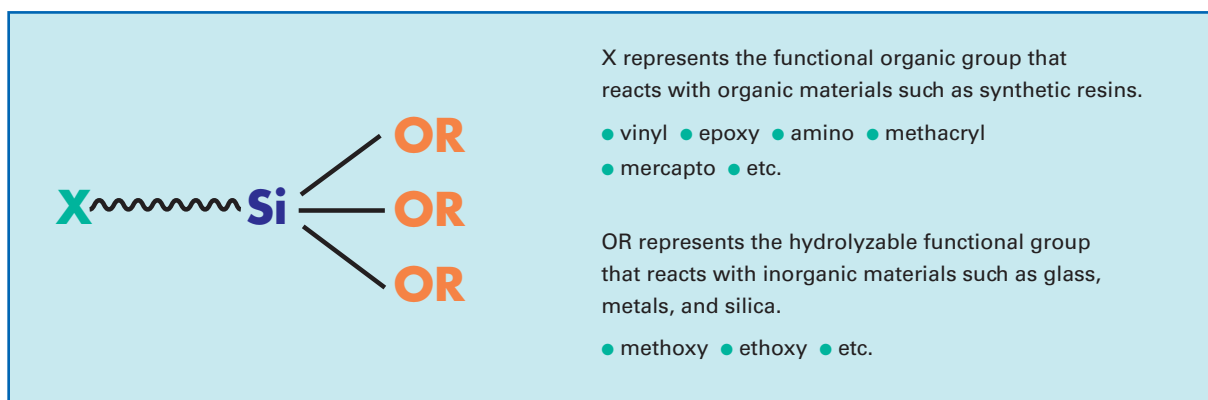 X represents the functional organic group that
reacts with organic materials such as synthetic resins.
● vinyl ● epoxy ● amino ● methacryl
● mercapto ● etc.
OR
X Si OR
OR
OR represents the hydrolyzable functional group
that reacts with inorganic materials such as glass,
metals, and silica.
● methoxy ● ethoxy ● etc.